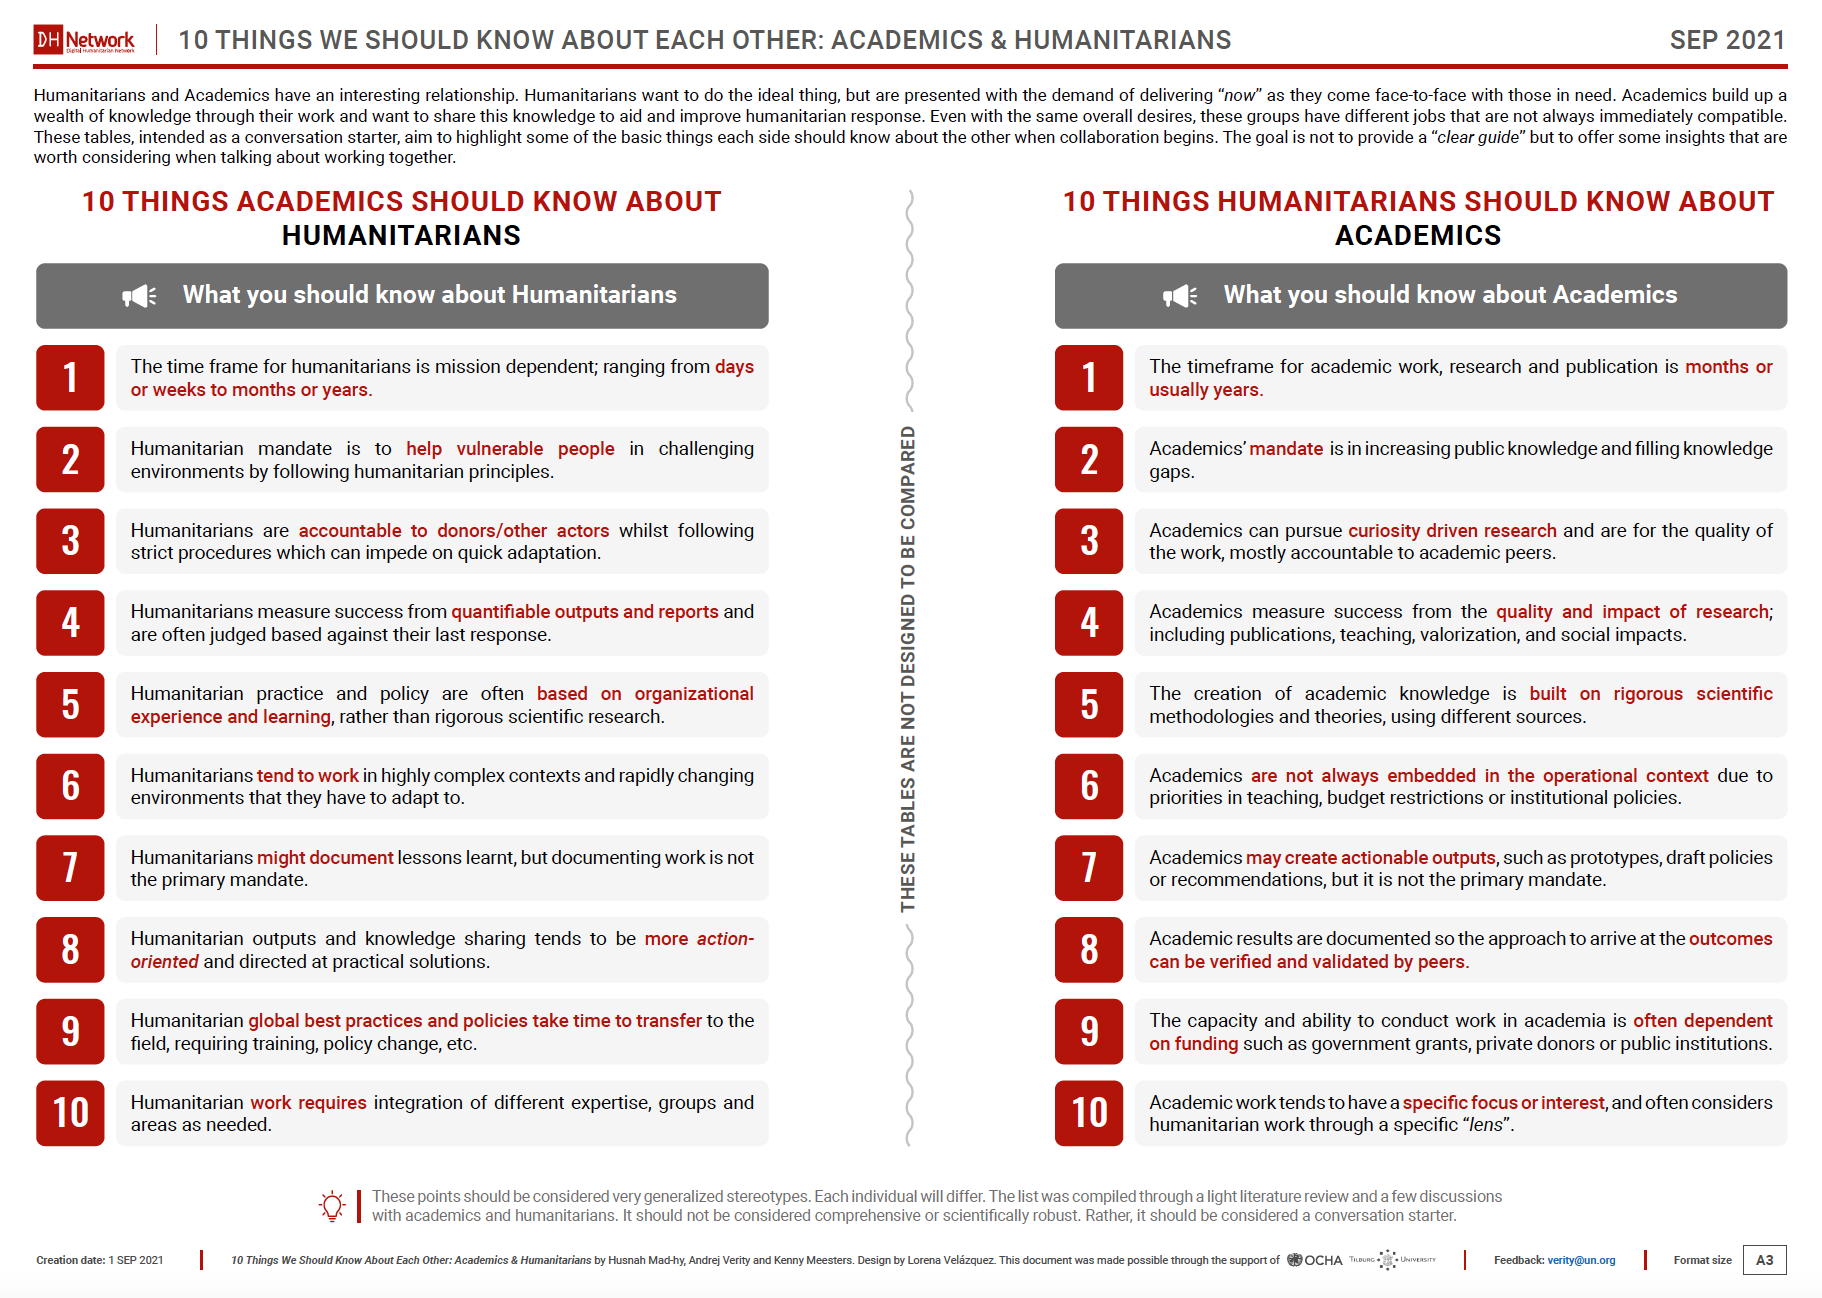 DH Network
Digital Humanitarian Network
10 THINGS WE SHOULD KNOW ABOUT EACH OTHER: ACADEMICS & HUMANITARIANS
SEP 2021
Humanitarians and Academics have an interesting relationship. Humanitarians want to do the ideal thing, but are presented with the demand of delivering “now” as they come face-to-face with those in need. Academics build up a
wealth of knowledge through their work and want to share this knowledge to aid and improve humanitarian response. Even with the same overall desires, these groups have different jobs that are not always immediately compatible.
These tables, intended as a conversation starter, aim to highlight some of the basic things each side should know about the other when collaboration begins. The goal is not to provide a “clear guide” but to offer some insights that are
worth considering when talking about working together.
10 THINGS ACADEMICS SHOULD KNOW ABOUT
HUMANITARIANS
What you should know about Humanitarians
1
The time frame for humanitarians is mission dependent; ranging from days
or weeks to months or years.
2
Humanitarian mandate is to help vulnerable people in challenging
environments by following humanitarian principles.
3
Humanitarians are accountable to donors/other actors whilst following
strict procedures which can impede on quick adaptation.
4
Humanitarians measure success from quantifiable outputs and reports and
are often judged based against their last response.
5
Humanitarian practice and policy are often based on organizational
experience and learning, rather than rigorous scientific research.
6
Humanitarians tend to work in highly complex contexts and rapidly changing
environments that they have to adapt to.
7
Humanitarians might document lessons learnt, but documenting work is not
the primary mandate.
8
Humanitarian outputs and knowledge sharing tends to be more action-
oriented and directed at practical solutions.
9
Humanitarian global best practices and policies take time to transfer to the
field, requiring training, policy change, etc.
10
Humanitarian work requires integration of different expertise, groups and
areas as needed.
THESE TABLES ARE NOT DESIGNED TO BE COMPARED
10 THINGS HUMANITARIANS SHOULD KNOW ABOUT
ACADEMICS
What you should know about Academics
1
The timeframe for academic work, research and publication is months or
usually years.
2
Academics’ mandate is in increasing public knowledge and filling knowledge
gaps.
3
Academics can pursue curiosity driven research and are for the quality of
the work, mostly accountable to academic peers.
4
Academics measure success from the quality and impact of research;
including publications, teaching, valorization, and social impacts.
5
The creation of academic knowledge is built on rigorous scientific
methodologies and theories, using different sources.
6
Academics are not always embedded in the operational context due to
priorities in teaching, budget restrictions or institutional policies.
7
Academics may create actionable outputs, such as prototypes, draft policies
or recommendations, but it is not the primary mandate.
8
Academic results are documented so the approach to arrive at the outcomes
can be verified and validated by peers.
9
The capacity and ability to conduct work in academia is often dependent
on funding such as government grants, private donors or public institutions.
10
Academic work tends to have a specific focus or interest, and often considers
humanitarian work through a specific “lens”.
These points should be considered very generalized stereotypes. Each individual will differ. The list was compiled through a light literature review and a few discussions
with academics and humanitarians. It should not be considered comprehensive or scientifically robust. Rather, it should be considered a conversation starter.
Creation date: 1 SEP 2021
10 Things We Should Know About Each Other: Academics & Humanitarians by Husnah Mad-hy, Andrej Verity and Kenny Meesters. Design by Lorena Velázquez. This document was made possible through the support of OCHA TILBURG UNIVERSITY
Feedback: verity@un.org
Format size A3